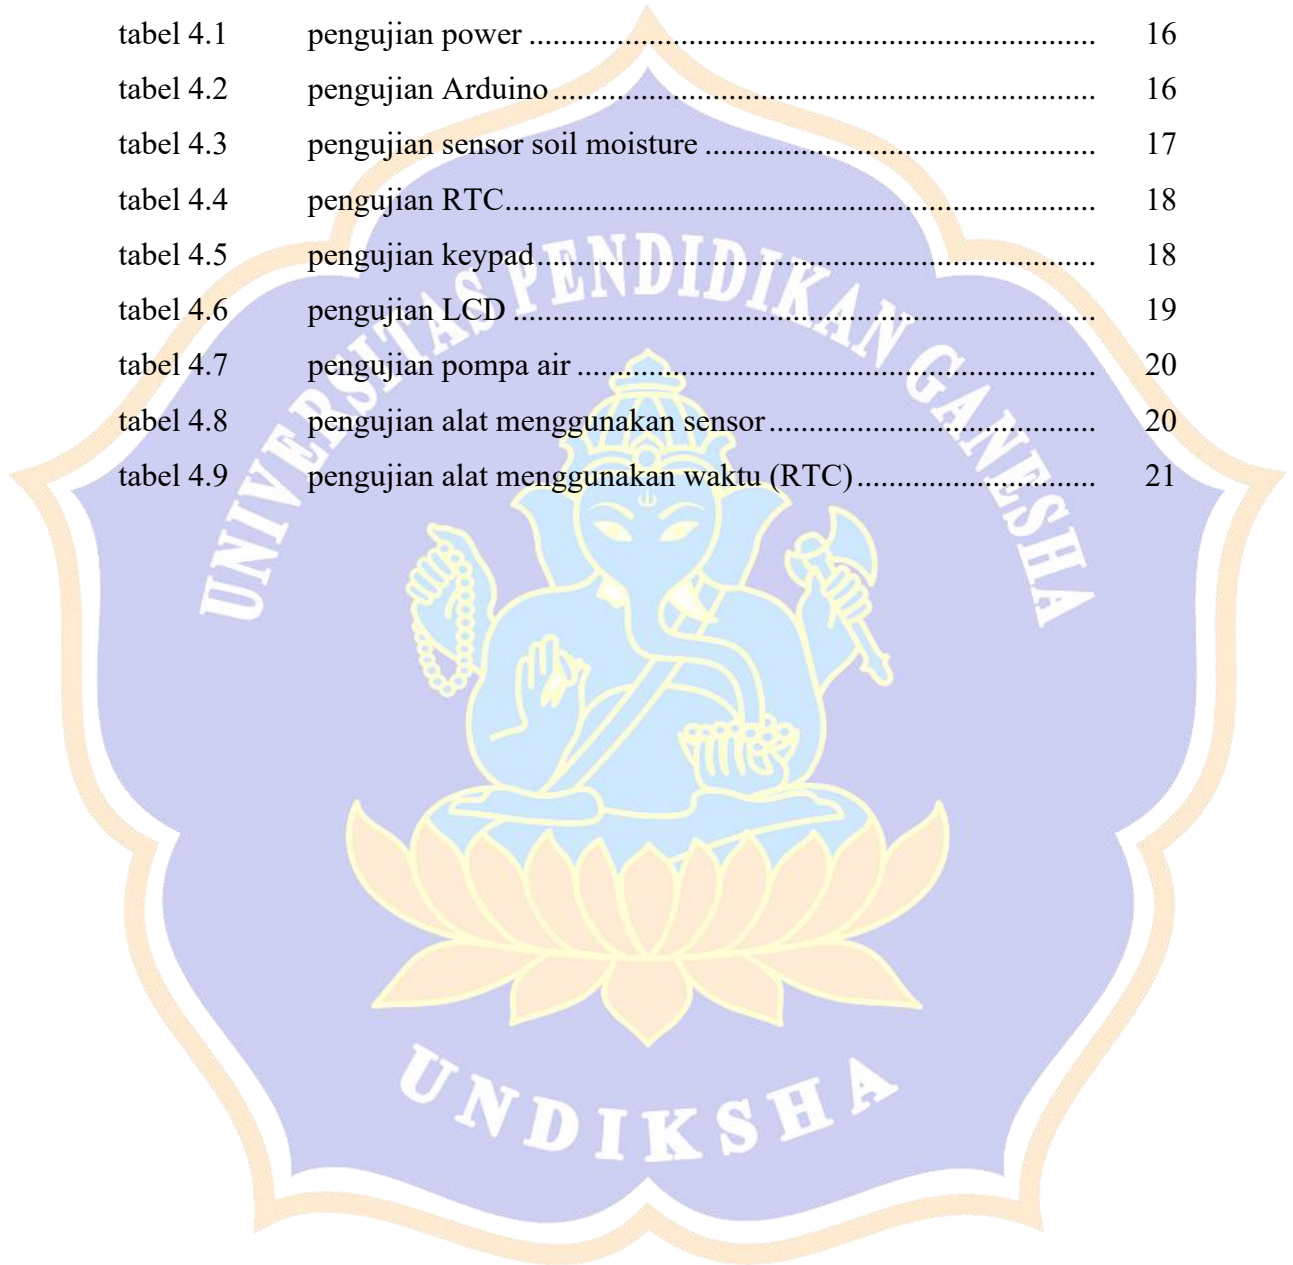 tabel 4.1 pengujian power ....................................................................... 16
tabel 4.2 pengujian Arduino .................................................................... 16
tabel 4.3 pengujian sensor soil moisture ................................................. 17
tabel 4.4 pengujian RTC.......................................................................... 18
tabel 4.5 pengujian keypad ...................................................................... 18
tabel 4.6 pengujian LCD ......................................................................... 19
tabel 4.7 pengujian pompa air ................................................................. 20
tabel 4.8 pengujian alat menggunakan sensor ......................................... 20
tabel 4.9 pengujian alat menggunakan waktu (RTC) .............................. 21
UNIVERSITAS PENDIDIKAN GANESHA
UNDIKSHA